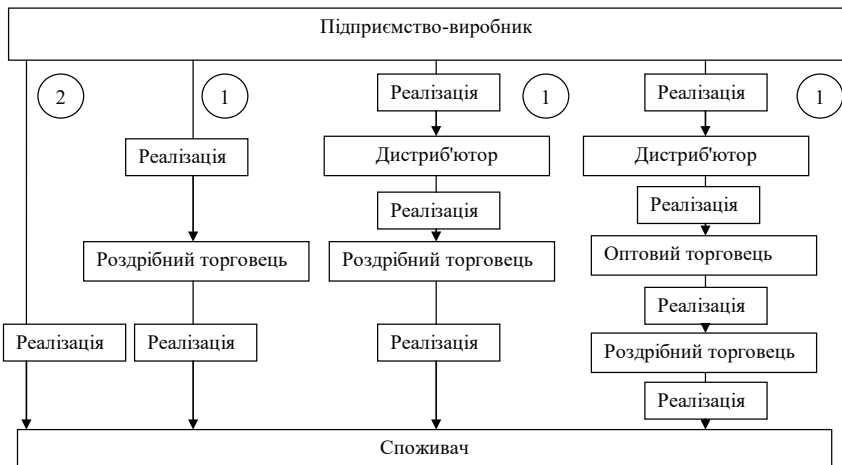 Підприємство-виробник
2
1
Реалізація
1
Реалізація
1
Реалізація
Дистриб'ютор
Дистриб'ютор
Реалізація
Реалізація
Роздрібний торговець
Роздрібний торговець
Оптовий торговець
Реалізація
Реалізація
Реалізація
Реалізація
Роздрібний торговець
Реалізація
Споживач